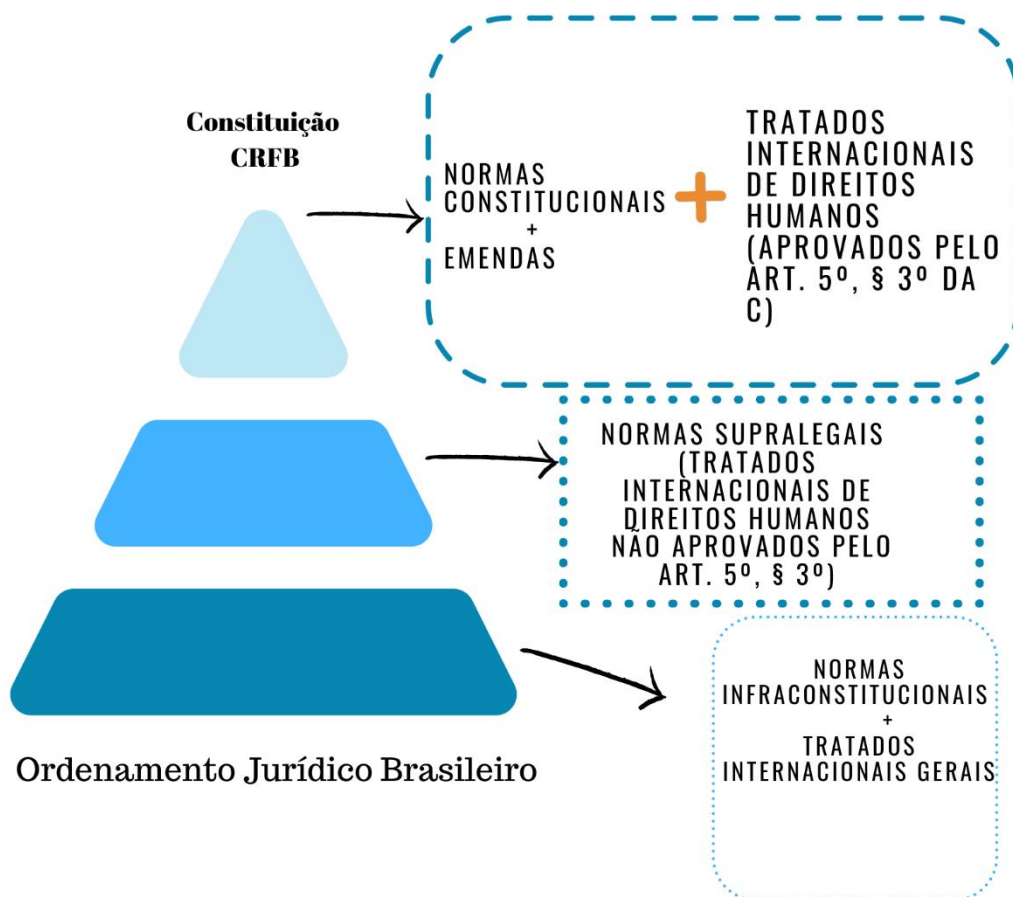 Constituição
CRFB
NORMAS
CONSTITUCIONAIS
+
EMENDAS
TRATADOS
INTERNACIONAIS
DE DIREITOS
HUMANOS
(APROVADOS PELO
ART. 5º, § 3º DA
C)
NORMAS SUPRALEGAIS
(TRATADOS
INTERNACIONAIS DE
DIREITOS HUMANOS
NÃO APROVADOS PELO
ART. 5º, § 3º)
NORMAS
INFRACONSTITUCIONAIS
+
TRATADOS
INTERNACIONAIS GERAIS
Ordenamento Jurídico Brasileiro